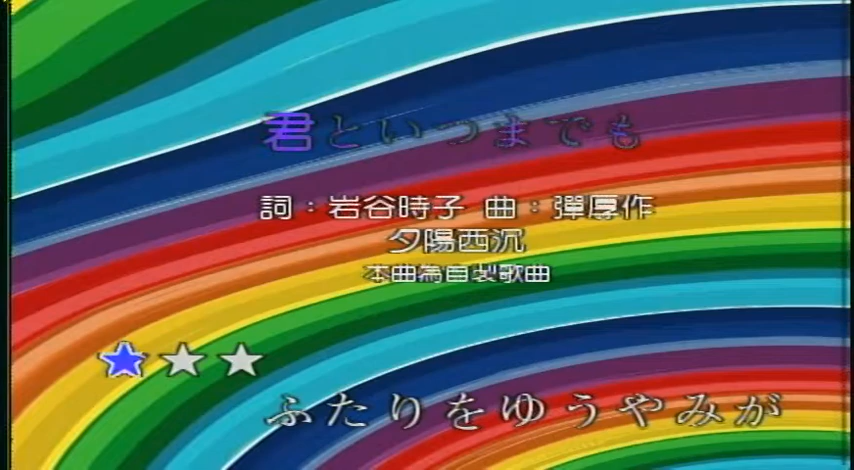 君といつまでも
詞：岩谷時子 曲：彈厚作
夕陽西沉
本曲為自製歌曲
ふたりをゆうやみが